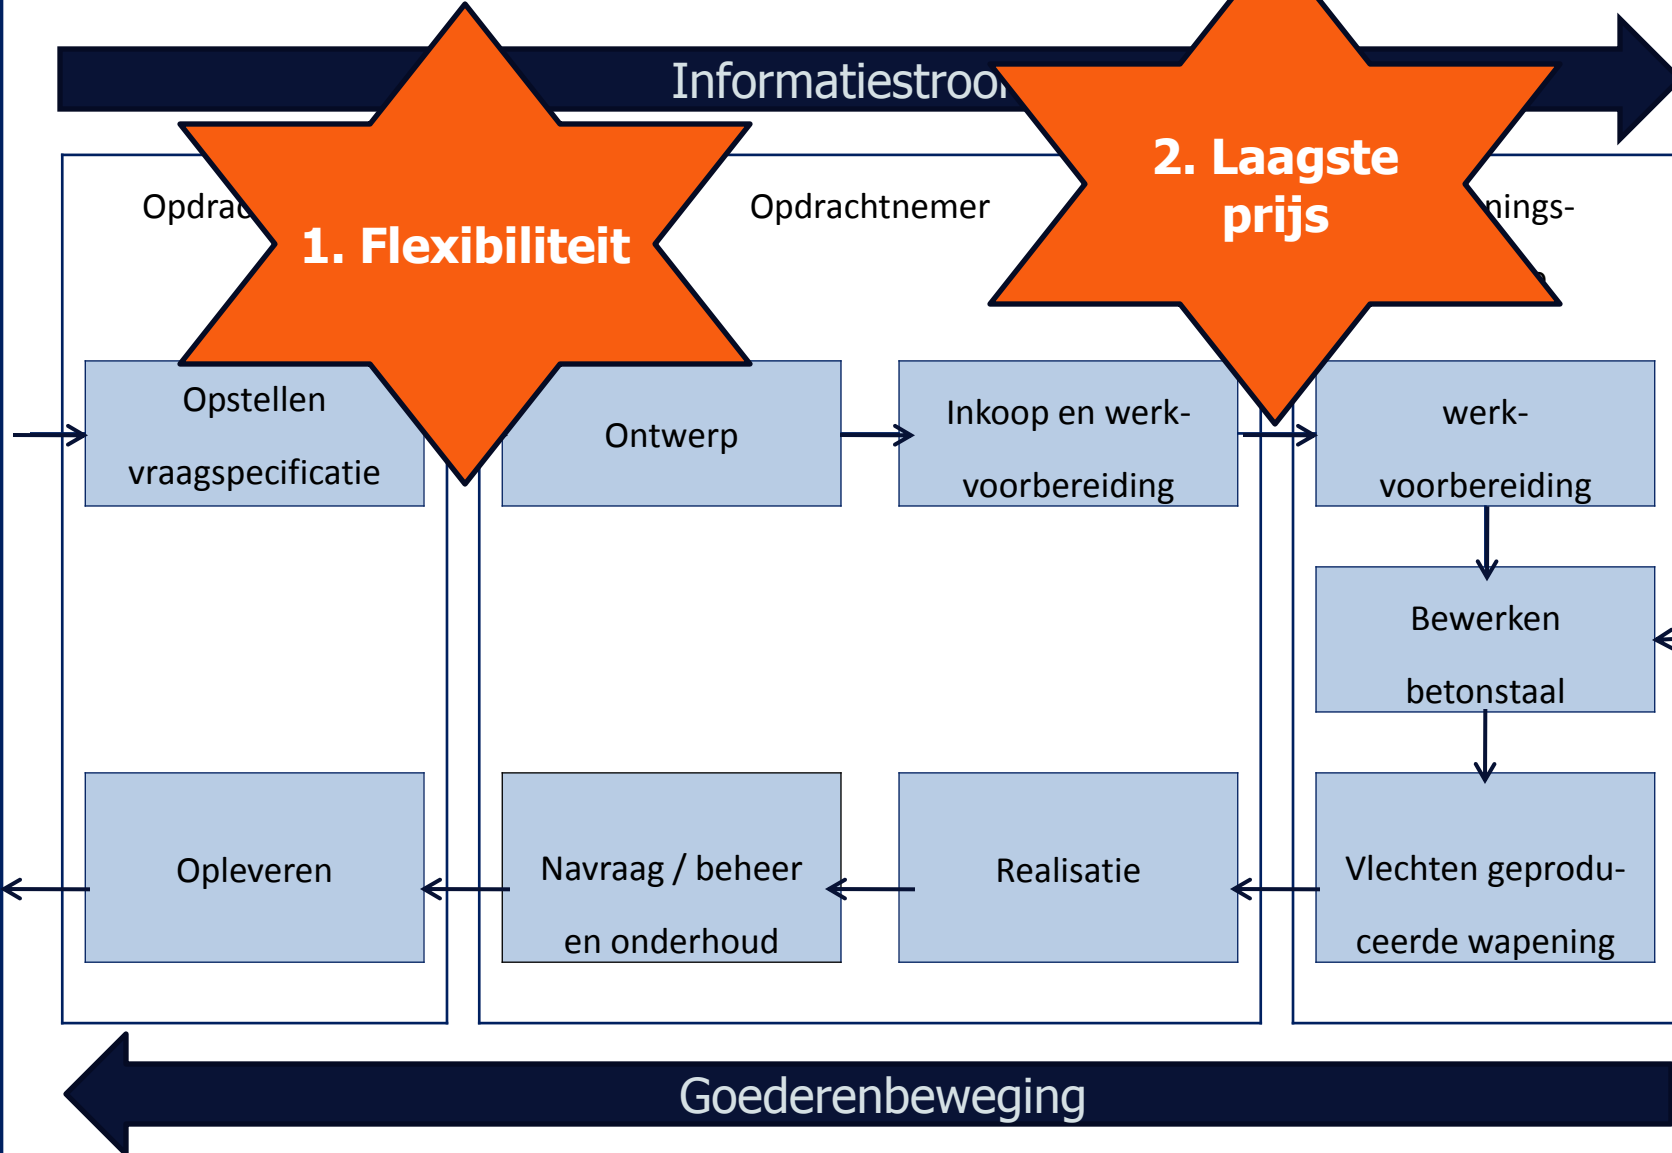 Informatiestroo
2. Laagste
prijs
Opdrac
1. Flexibiliteit
Opdrachtnemer
nings-
Opstellen
vraagspecificatie
Ontwerp
Inkoop en werk-
voorbereiding
werk-
voorbereiding
Bewerken
betonstaal
Opleveren
Navraag / beheer
en onderhoud
Realisatie
Vlechten geprodu-
ceerde wapening
Goederenbeweging